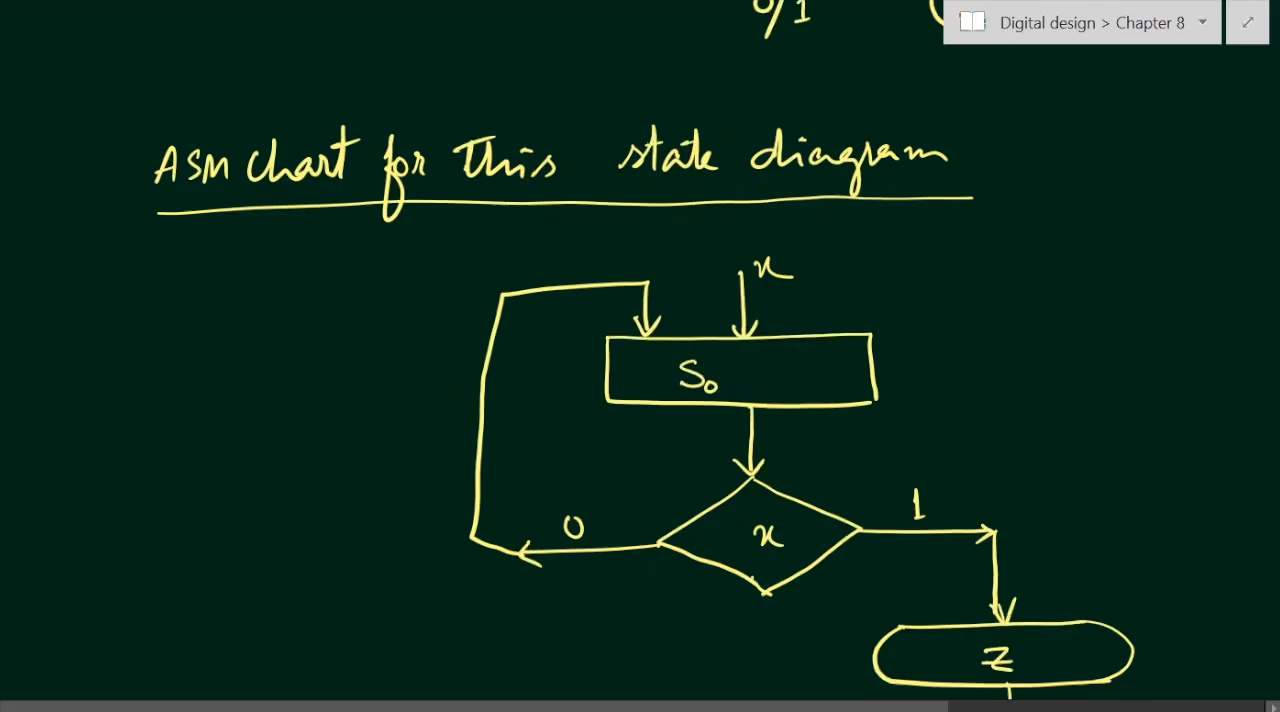 0/1
Digital design > Chapter 8
ASM chart for this state diagram
x
S0
0
x
1
Z